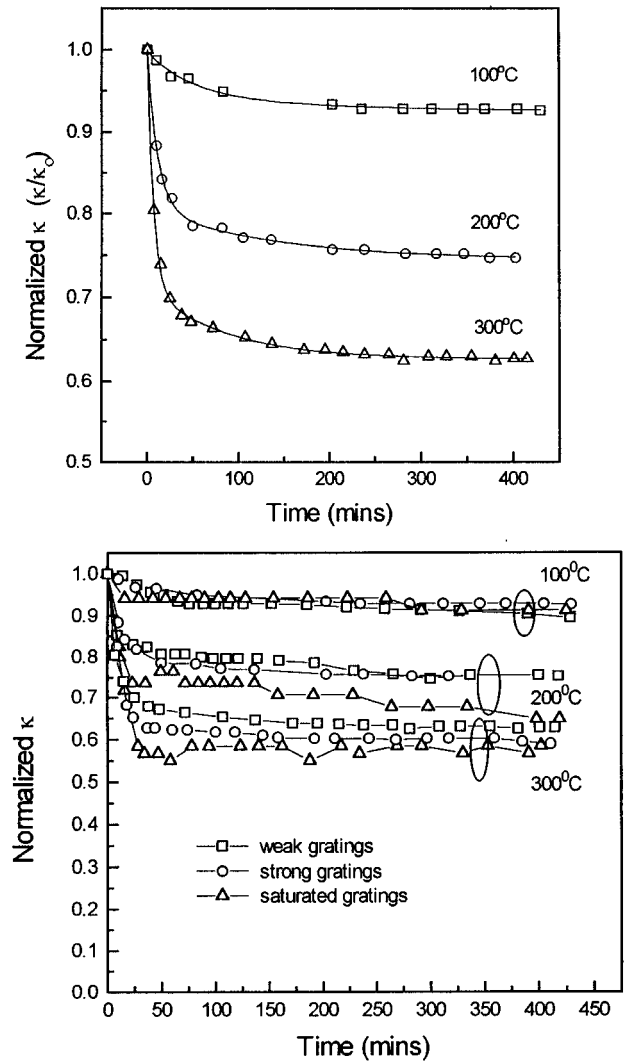 1.0
0.9
0.8
0.7
0.6
0.5
Normalized κ (κ/κ₀)
100°C
200°C
300°C
0 100 200 300 400
Time (mins)
1.0
0.9
0.8
0.7
0.6
0.5
0.4
0.3
0.2
0.1
0.0
Normalized κ
100⁰C
200⁰C
300⁰C
weak gratings
strong gratings
saturated gratings
0 50 100 150 200 250 300 350 400 450
Time (mins)